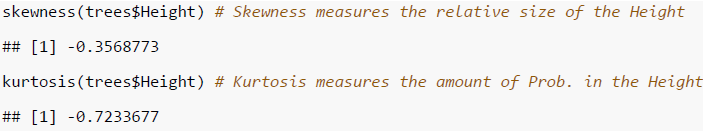 skewness(trees$Height) # Skewness measures the relative size of the Height
## [1] -0.3568773
kurtosis(trees$Height) # Kurtosis measures the amount of Prob. in the Height
## [1] -0.7233677